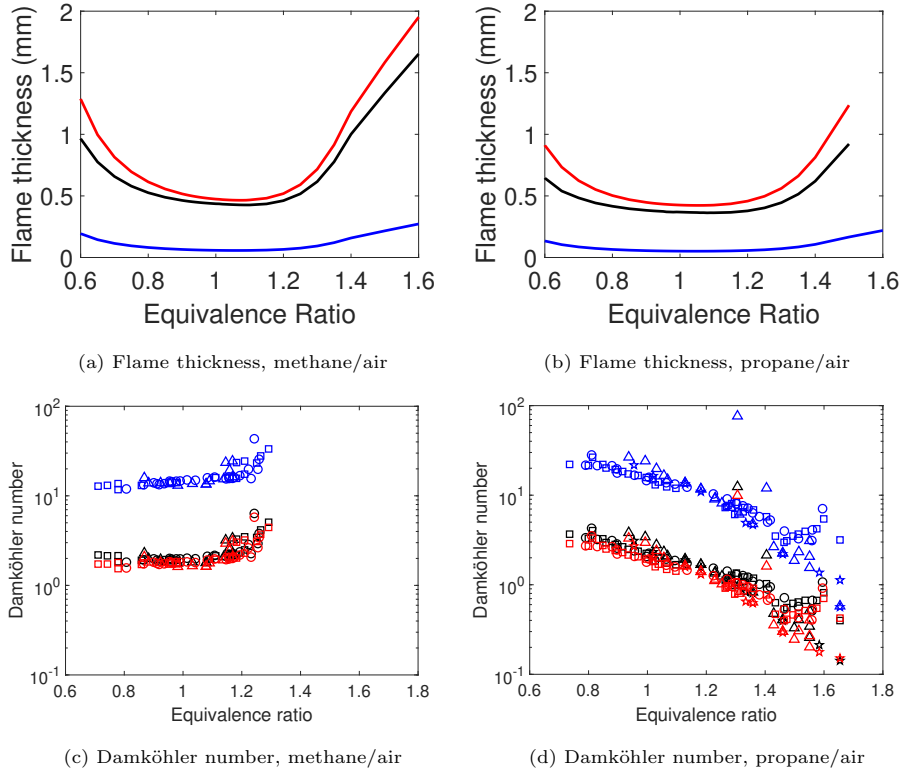 2
1.5
1
0.5
0
0.6 0.8 1 1.2 1.4 1.6
Equivalence Ratio
Flame thickness (mm)
(a) Flame thickness, methane/air
2
1.5
1
0.5
0
0.6 0.8 1 1.2 1.4 1.6
Equivalence Ratio
Flame thickness (mm)
(b) Flame thickness, propane/air
10^2
10^1
10^0
10^-1
0.6 0.8 1 1.2 1.4 1.6 1.8
Equivalence ratio
Damköhler number
(c) Damköhler number, methane/air
10^2
10^1
10^0
10^-1
0.6 0.8 1 1.2 1.4 1.6 1.8
Equivalence ratio
Damköhler number
(d) Damköhler number, propane/air